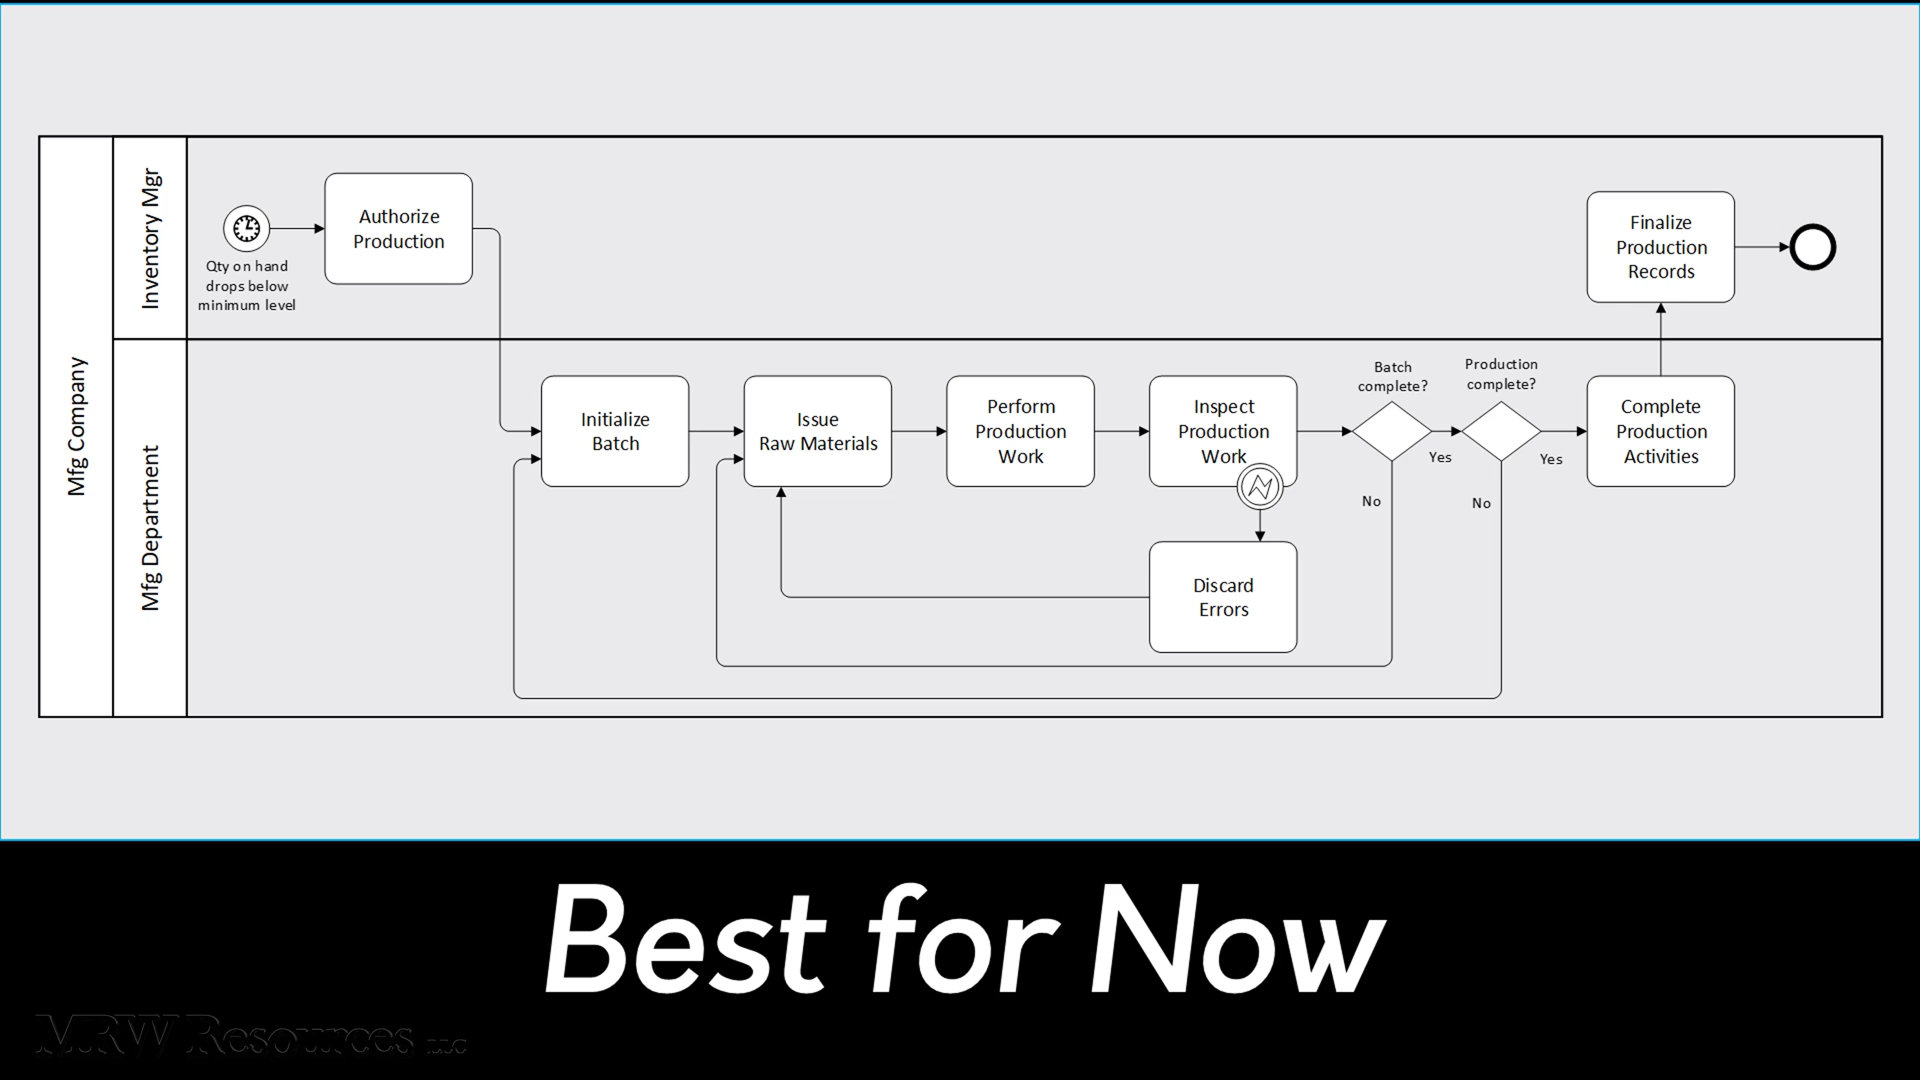 Mfg Company
Inventory Mgr
Qty on hand
drops below
minimum level
Authorize
Production
Finalize
Production
Records
Mfg Department
Initialize
Batch
Issue
Raw Materials
Perform
Production
Work
Inspect
Production
Work
Batch
complete?
Yes
No
Production
complete?
Yes
No
Complete
Production
Activities
Discard
Errors
Best for Now
MRW Resources LLC